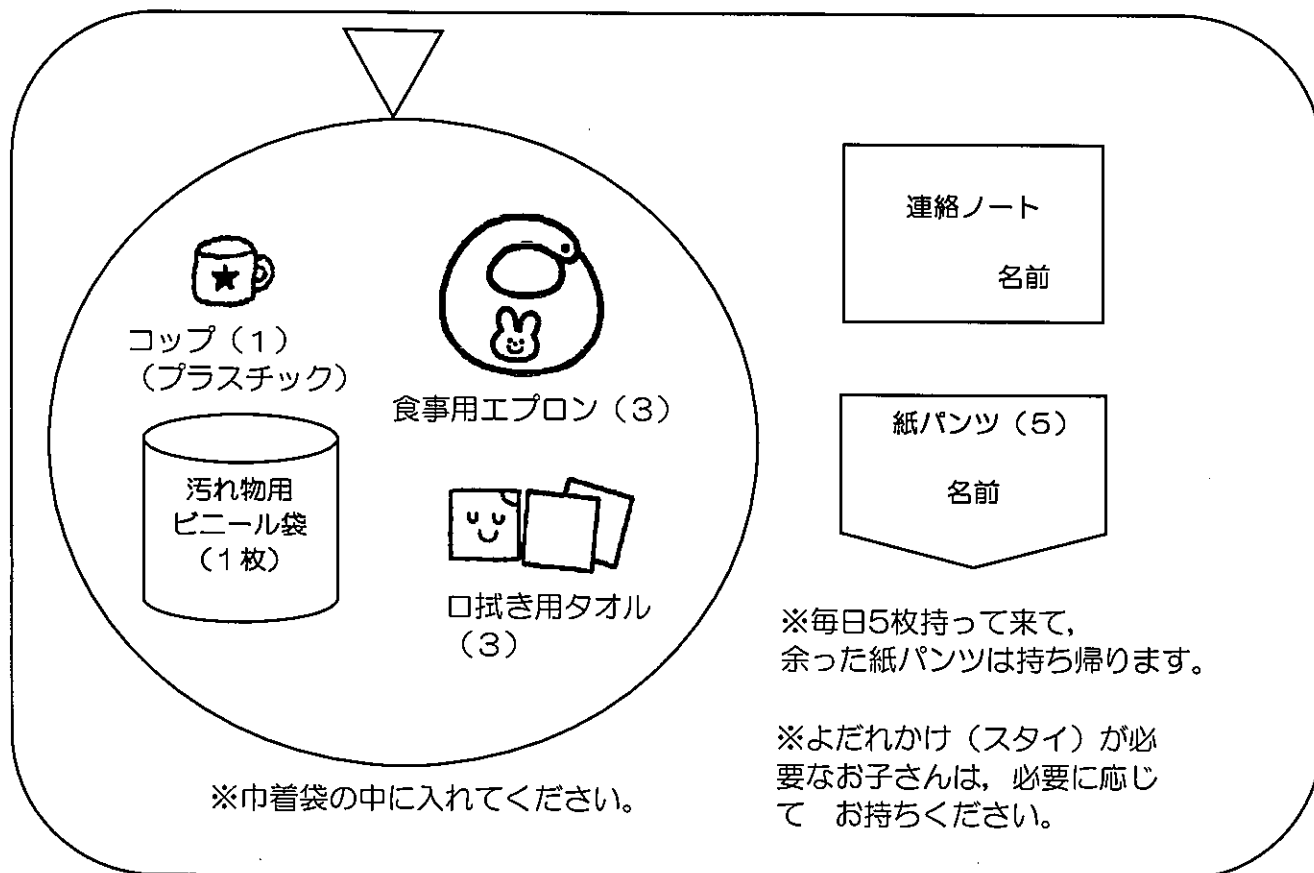 コップ（１）
（プラスチック）
食事用エプロン（３）
汚れ物用
ビニール袋
（１枚）
口拭き用タオル
（３）
※巾着袋の中に入れてください。
連絡ノート
名前
紙パンツ（５）
名前
※毎日5枚持って来て，
余った紙パンツは持ち帰ります。
※よだれかけ（スタイ）が必
要なお子さんは，必要に応じ
て　お持ちください。